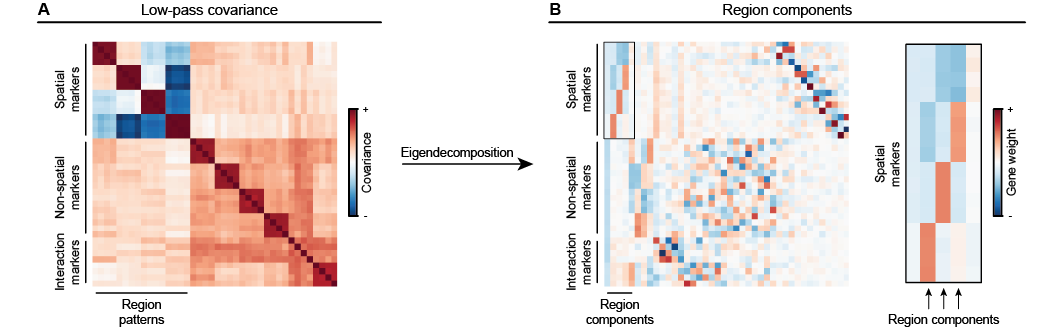 A
Low-pass covariance
Spatial
markers
Non-spatial
markers
Interaction
markers
Region
patterns
+
Covariance
-
Eigendecomposition
B
Region components
Spatial
markers
Non-spatial
markers
Interaction
markers
Region
components
Spatial
markers
Region components
+
Gene weight
-